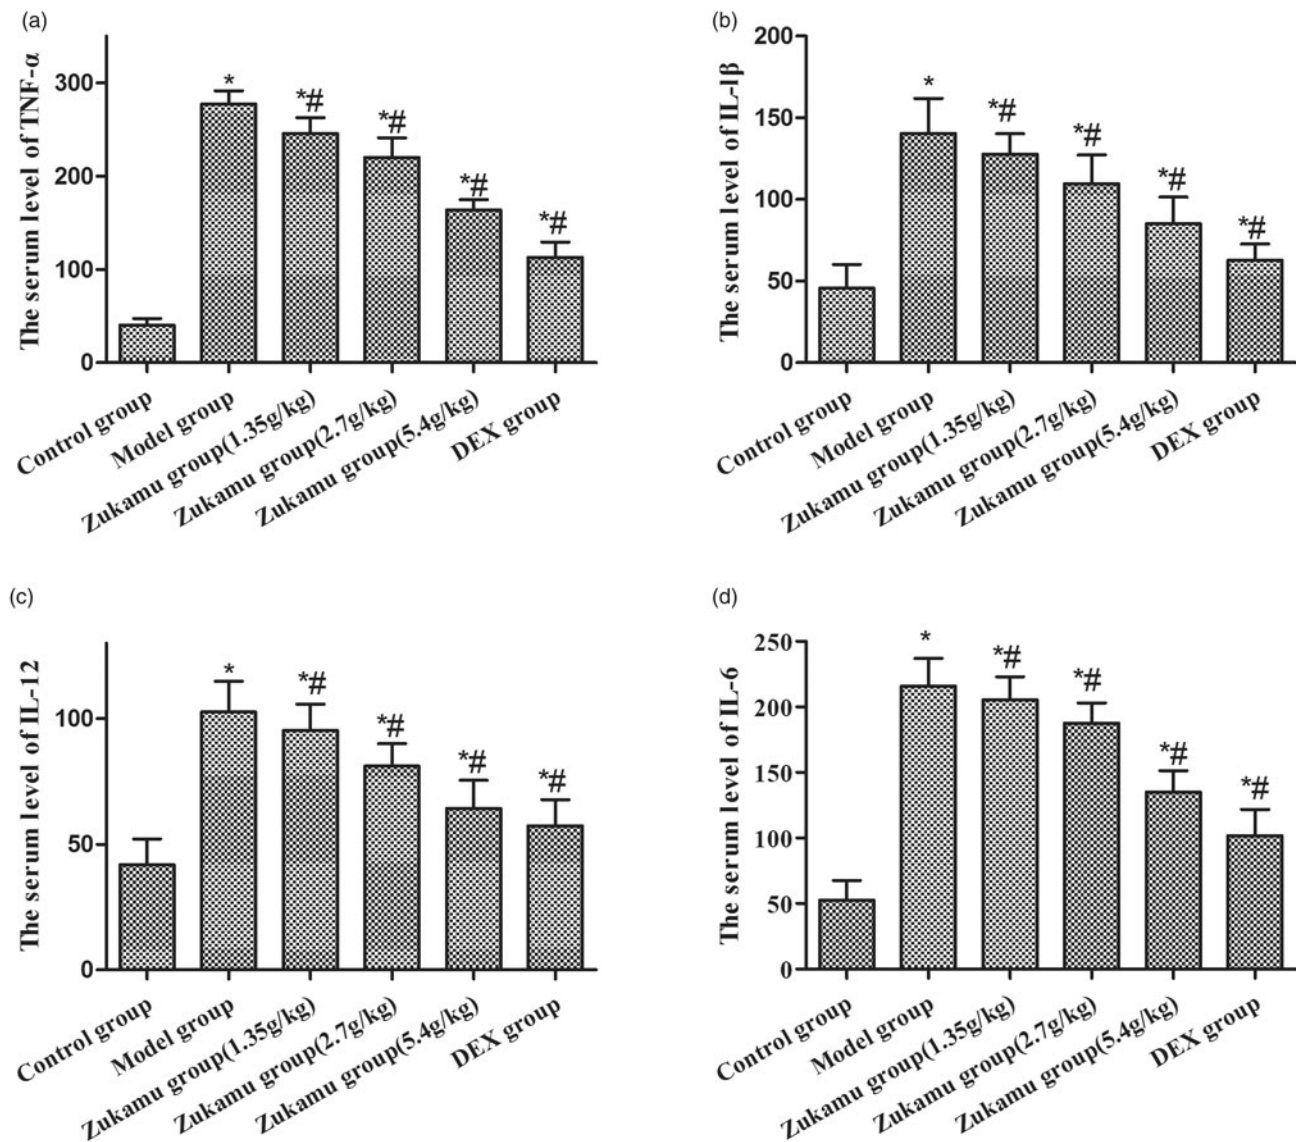 (a)
The serum level of TNF-α
300
200
100
0
*
*#
*#
*#
*#
Control group
Model group
Zukamu group(1.35g/kg)
Zukamu group(2.7g/kg)
Zukamu group(5.4g/kg)
DEX group
(b)
The serum level of IL-lβ
200
150
100
50
0
*
*#
*#
*#
*#
Control group
Model group
Zukamu group(1.35g/kg)
Zukamu group(2.7g/kg)
Zukamu group(5.4g/kg)
DEX group
(c)
The serum level of IL-12
100
50
0
*
*#
*#
*#
*#
Control group
Model group
Zukamu group(1.35g/kg)
Zukamu group(2.7g/kg)
Zukamu group(5.4g/kg)
DEX group
(d)
The serum level of IL-6
250
200
150
100
50
0
*
*#
*#
*#
*#
Control group
Model group
Zukamu group(1.35g/kg)
Zukamu group(2.7g/kg)
Zukamu group(5.4g/kg)
DEX group